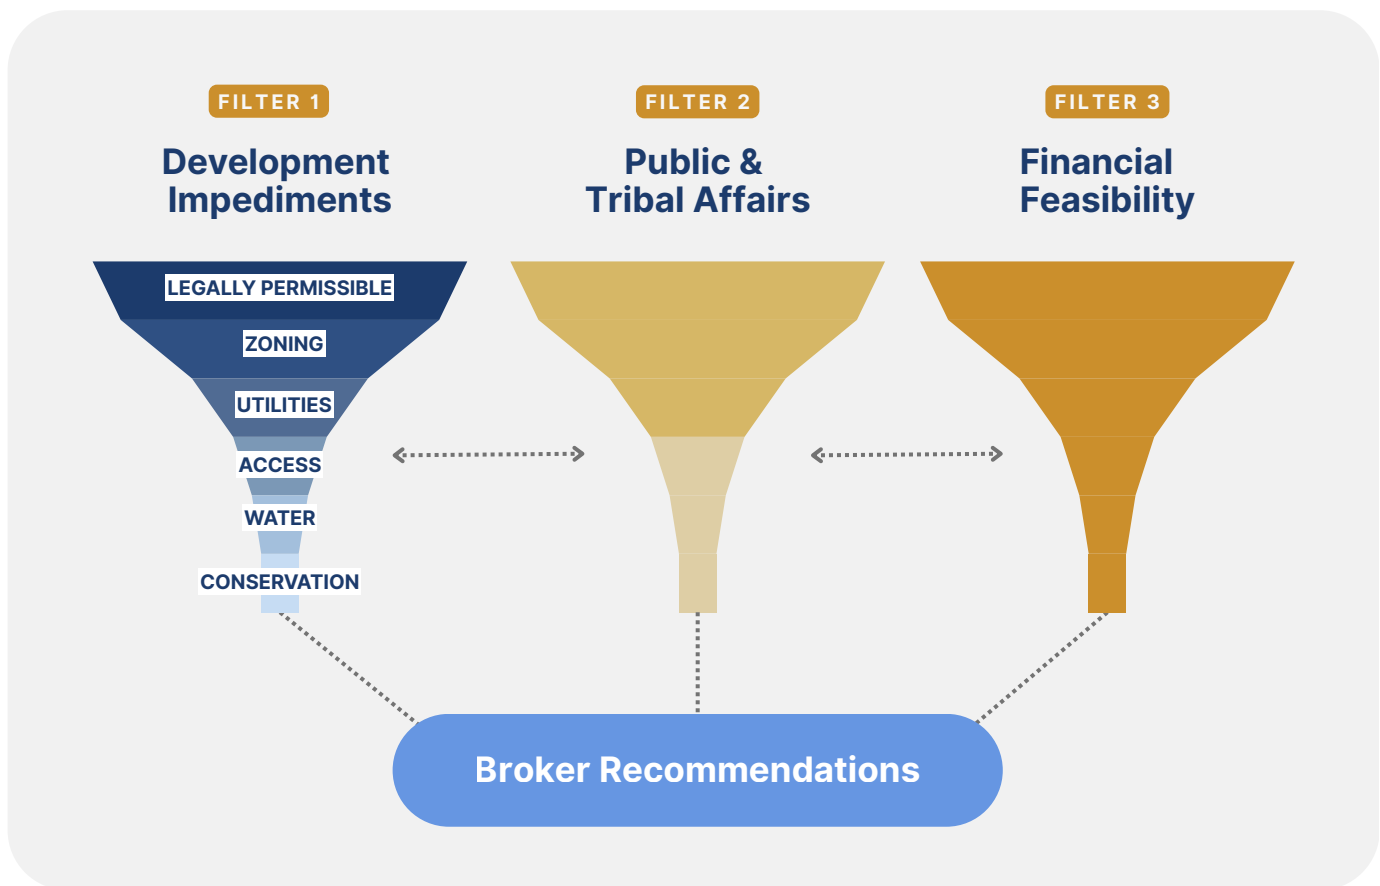 FILTER 1
Development
Impediments
LEGALLY PERMISSIBLE
ZONING
UTILITIES
ACCESS
WATER
CONSERVATION
FILTER 2
Public &
Tribal Affairs
FILTER 3
Financial
Feasibility
Broker Recommendations